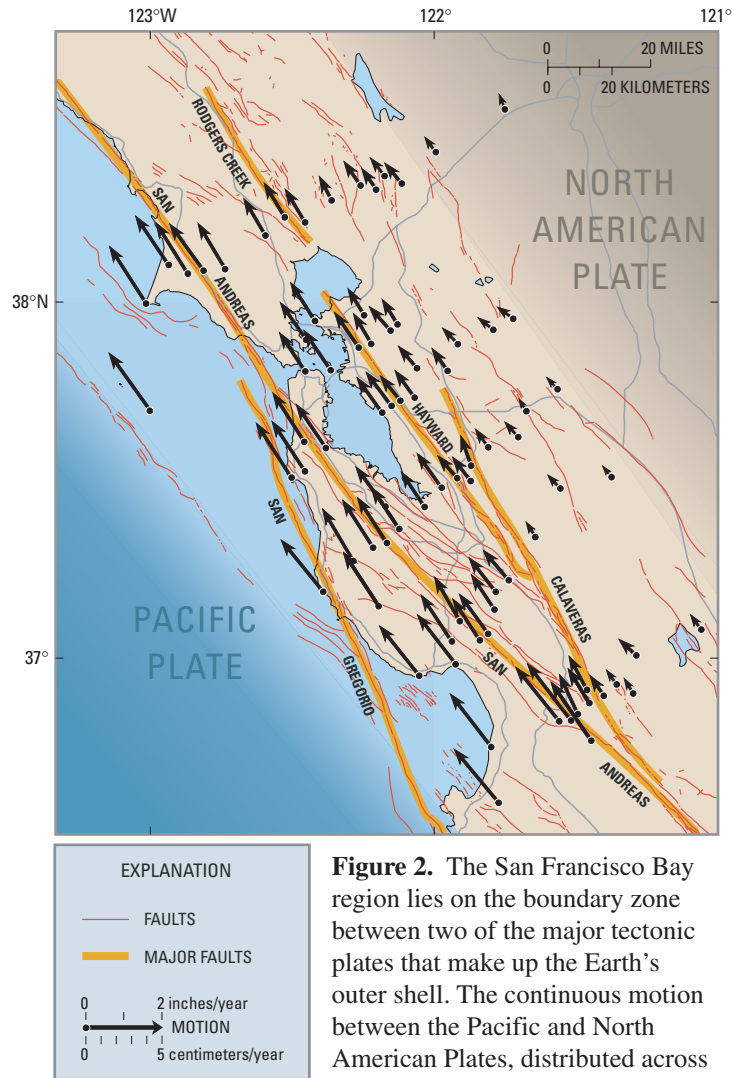 123°W
122°
121°
0 20 MILES
0 20 KILOMETERS
RODGERS CREEK
NORTH
AMERICAN
PLATE
SAN
ANDREAS
38°N
HAYWARD
SAN
PACIFIC
PLATE
CALAVERAS
37°
SAN
GREGORIO
ANDREAS
EXPLANATION
FAULTS
MAJOR FAULTS
0 2 inches/year
MOTION
0 5 centimeters/year
Figure 2. The San Francisco Bay
region lies on the boundary zone
between two of the major tectonic
plates that make up the Earth’s
outer shell. The continuous motion
between the Pacific and North
American Plates, distributed across